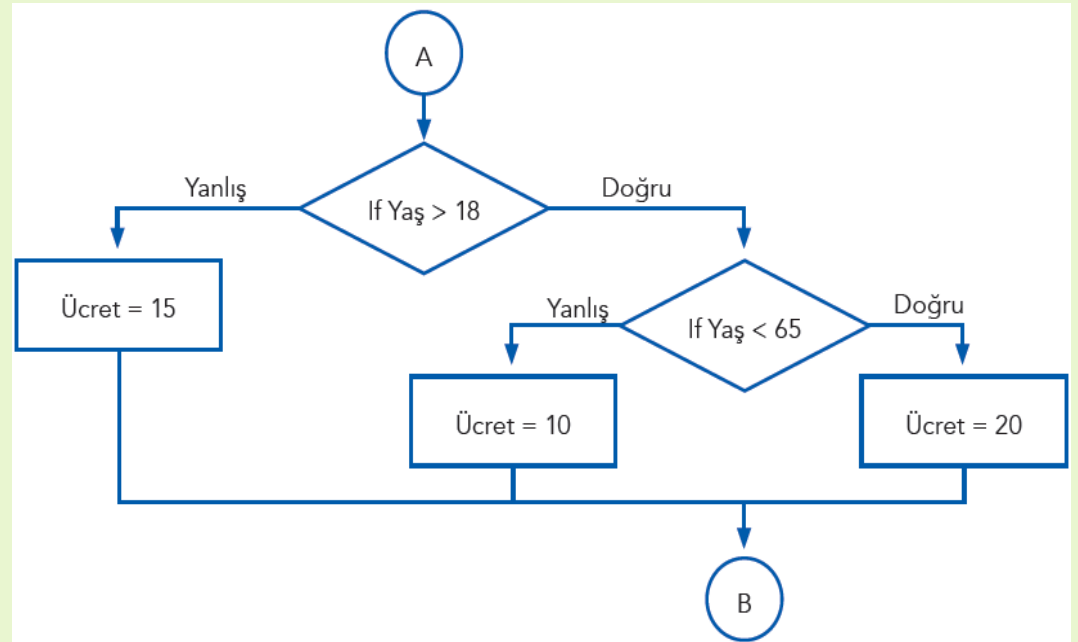 A
Yanlış
If Yaş > 18
Doğru
Ücret = 15
Yanlış
If Yaş < 65
Doğru
Ücret = 10
Ücret = 20
B